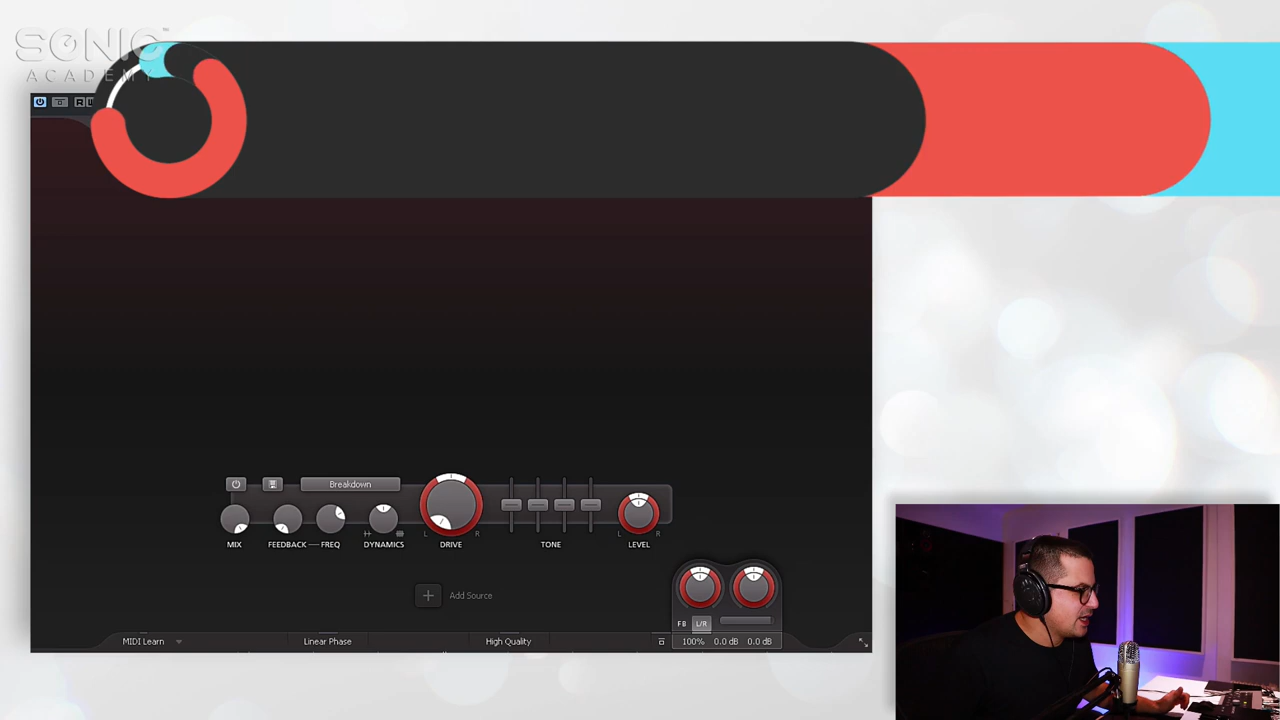 SONIC
ACADEMY
Breakdown
MIX
FEEDBACK
FREQ
DYNAMICS
L
R
DRIVE
TONE
L
R
LEVEL
Add Source
FB
L/R
MIDI Learn
Linear Phase
High Quality
100%
0.0 dB
0.0 dB